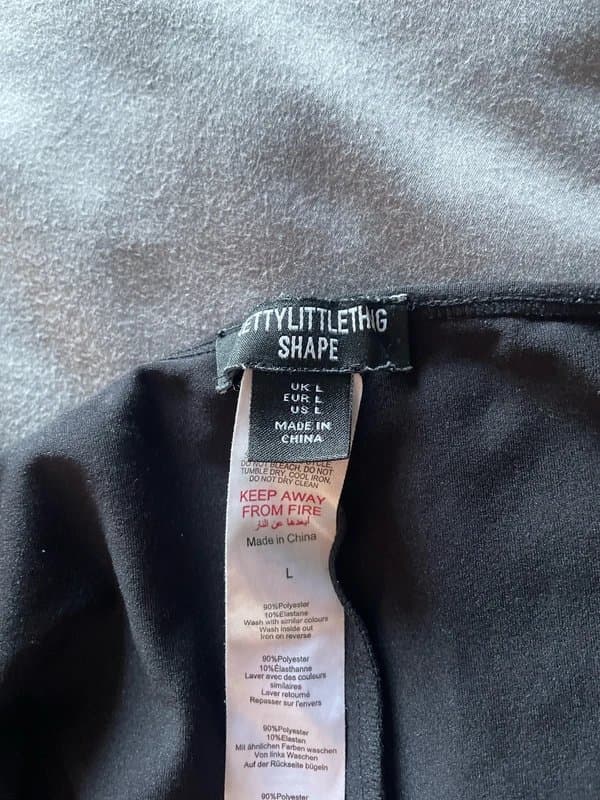 ETTYLITTLETHING
SHAPE
UK L
EUR L
US L
MADE IN
CHINA
DO NOT BLEACH, DO NOT
TUMBLE DRY, COOL IRON,
DO NOT DRY CLEAN
KEEP AWAY
FROM FIRE
أبعدها عن النار
Made in China
L
90%Polyester
10%Elastane
Wash with similar colours
Wash inside out
Iron on reverse
90%Polyester
10%Élasthanne
Laver avec des couleurs
similaires
Laver retourné
Repasser sur l'envers
90%Polyester
10%Elasten
Mit ähnlichen Farben waschen
Von linka Waschen
Auf der Rückseite bügeln
90%Polyester